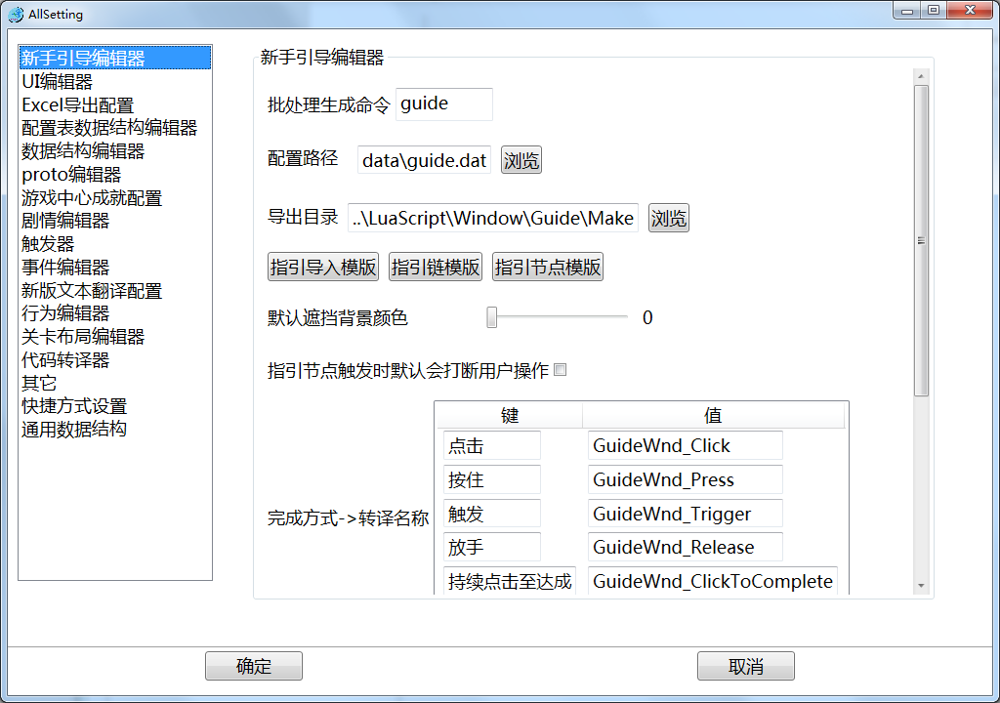 AllSetting
新手引导编辑器
UI编辑器
Excel导出配置
配置表数据结构编辑器
数据结构编辑器
proto编辑器
游戏中心成就配置
剧情编辑器
触发器
事件编辑器
新版文本翻译配置
行为编辑器
关卡布局编辑器
代码转译器
其它
快捷方式设置
通用数据结构
新手引导编辑器
批处理生成命令 guide
配置路径 data\guide.dat 浏览
导出目录 ..\LuaScript\Window\Guide\Make 浏览
指引导入模版 指引链模版 指引节点模版
默认遮挡背景颜色 0
指引节点触发时默认会打断用户操作
完成方式->转译名称
键 值
点击 GuideWnd_Click
按住 GuideWnd_Press
触发 GuideWnd_Trigger
放手 GuideWnd_Release
持续点击至达成 GuideWnd_ClickToComplete
确定 取消